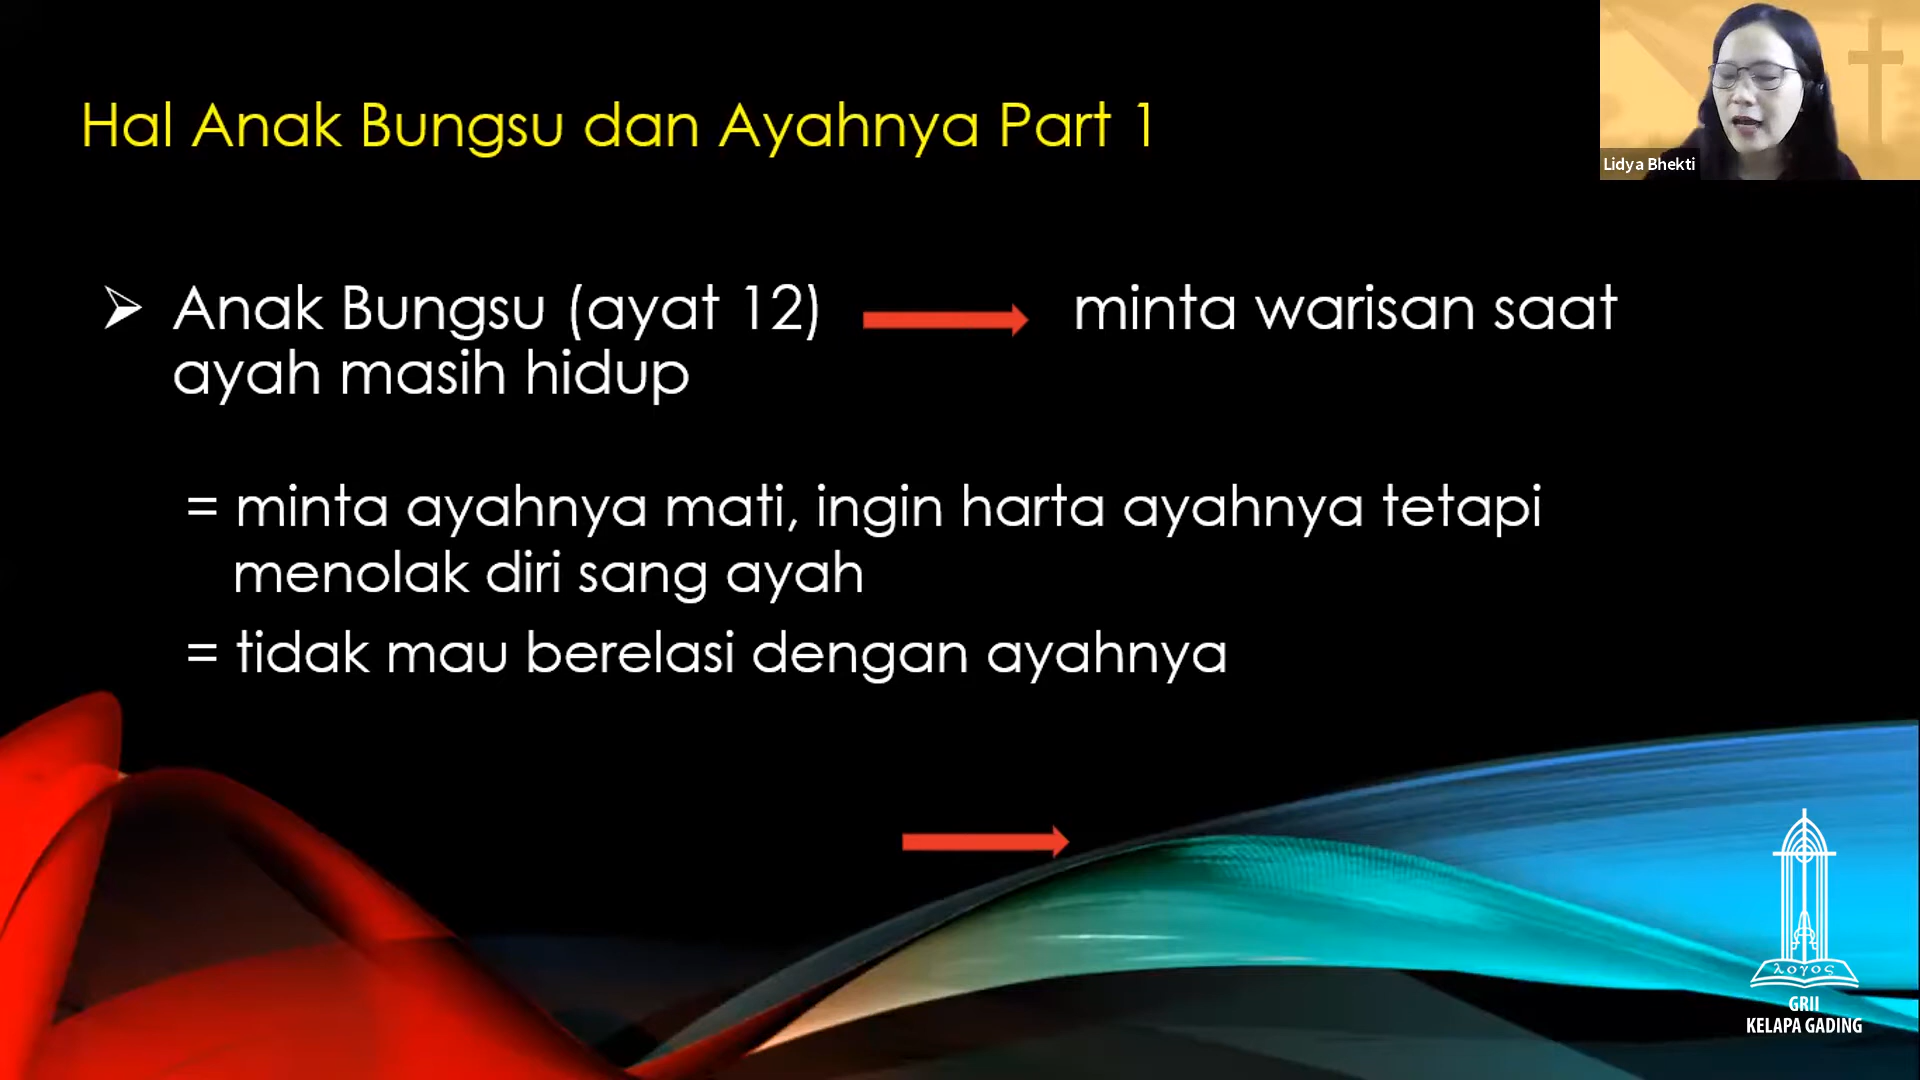 Hal Anak Bungsu dan Ayahnya Part 1
Lidya Bhekti
➢ Anak Bungsu (ayat 12) → minta warisan saat
ayah masih hidup
= minta ayahnya mati, ingin harta ayahnya tetapi
menolak diri sang ayah
= tidak mau berelasi dengan ayahnya
λογος
GRII
KELAPA GADING